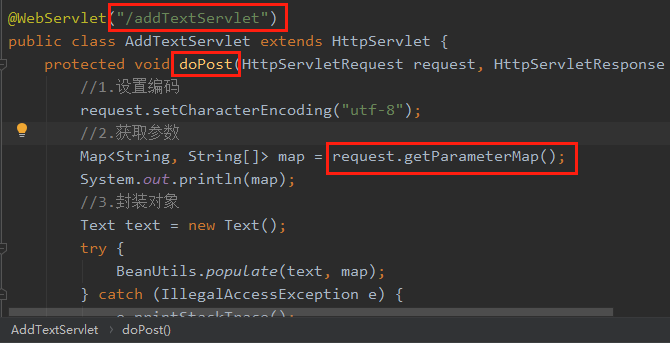 @WebServlet("/addTextServlet")
public class AddTextServlet extends HttpServlet {
protected void doPost(HttpServletRequest request, HttpServletResponse
//1.设置编码
request.setCharacterEncoding("utf-8");
//2.获取参数
Map<String, String[]> map = request.getParameterMap();
System.out.println(map);
//3.封装对象
Text text = new Text();
try {
BeanUtils.populate(text, map);
} catch (IllegalAccessException e) {
e.printStackTrace();
AddTextServlet › doPost()